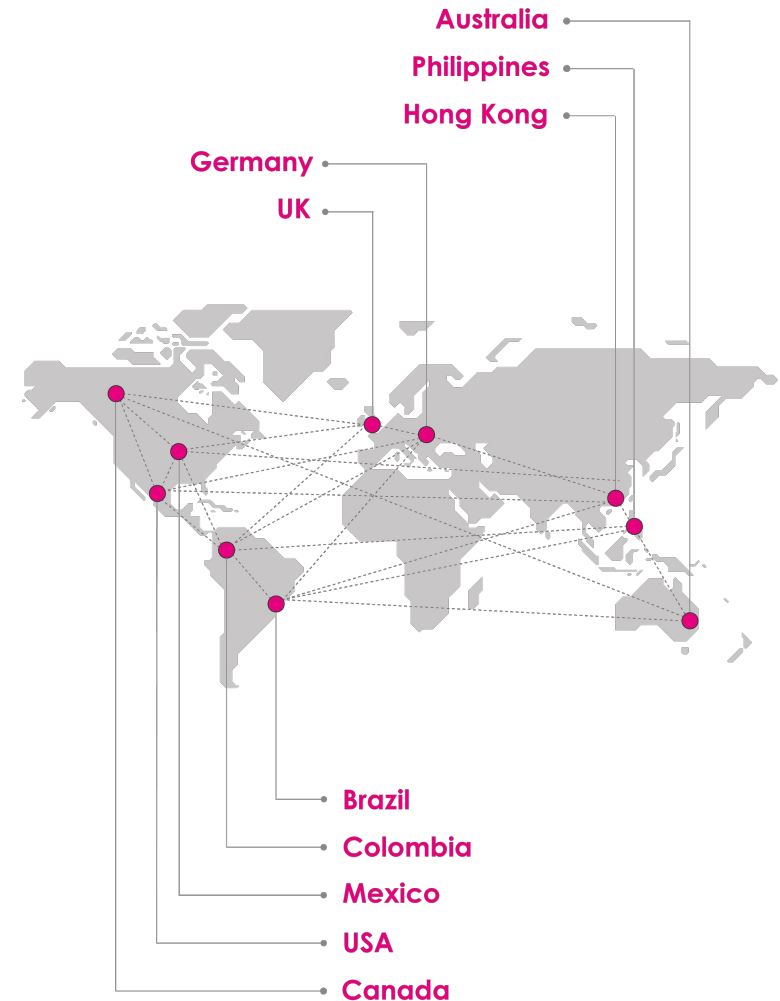 Australia
Philippines
Hong Kong
Germany
UK
Brazil
Colombia
Mexico
USA
Canada